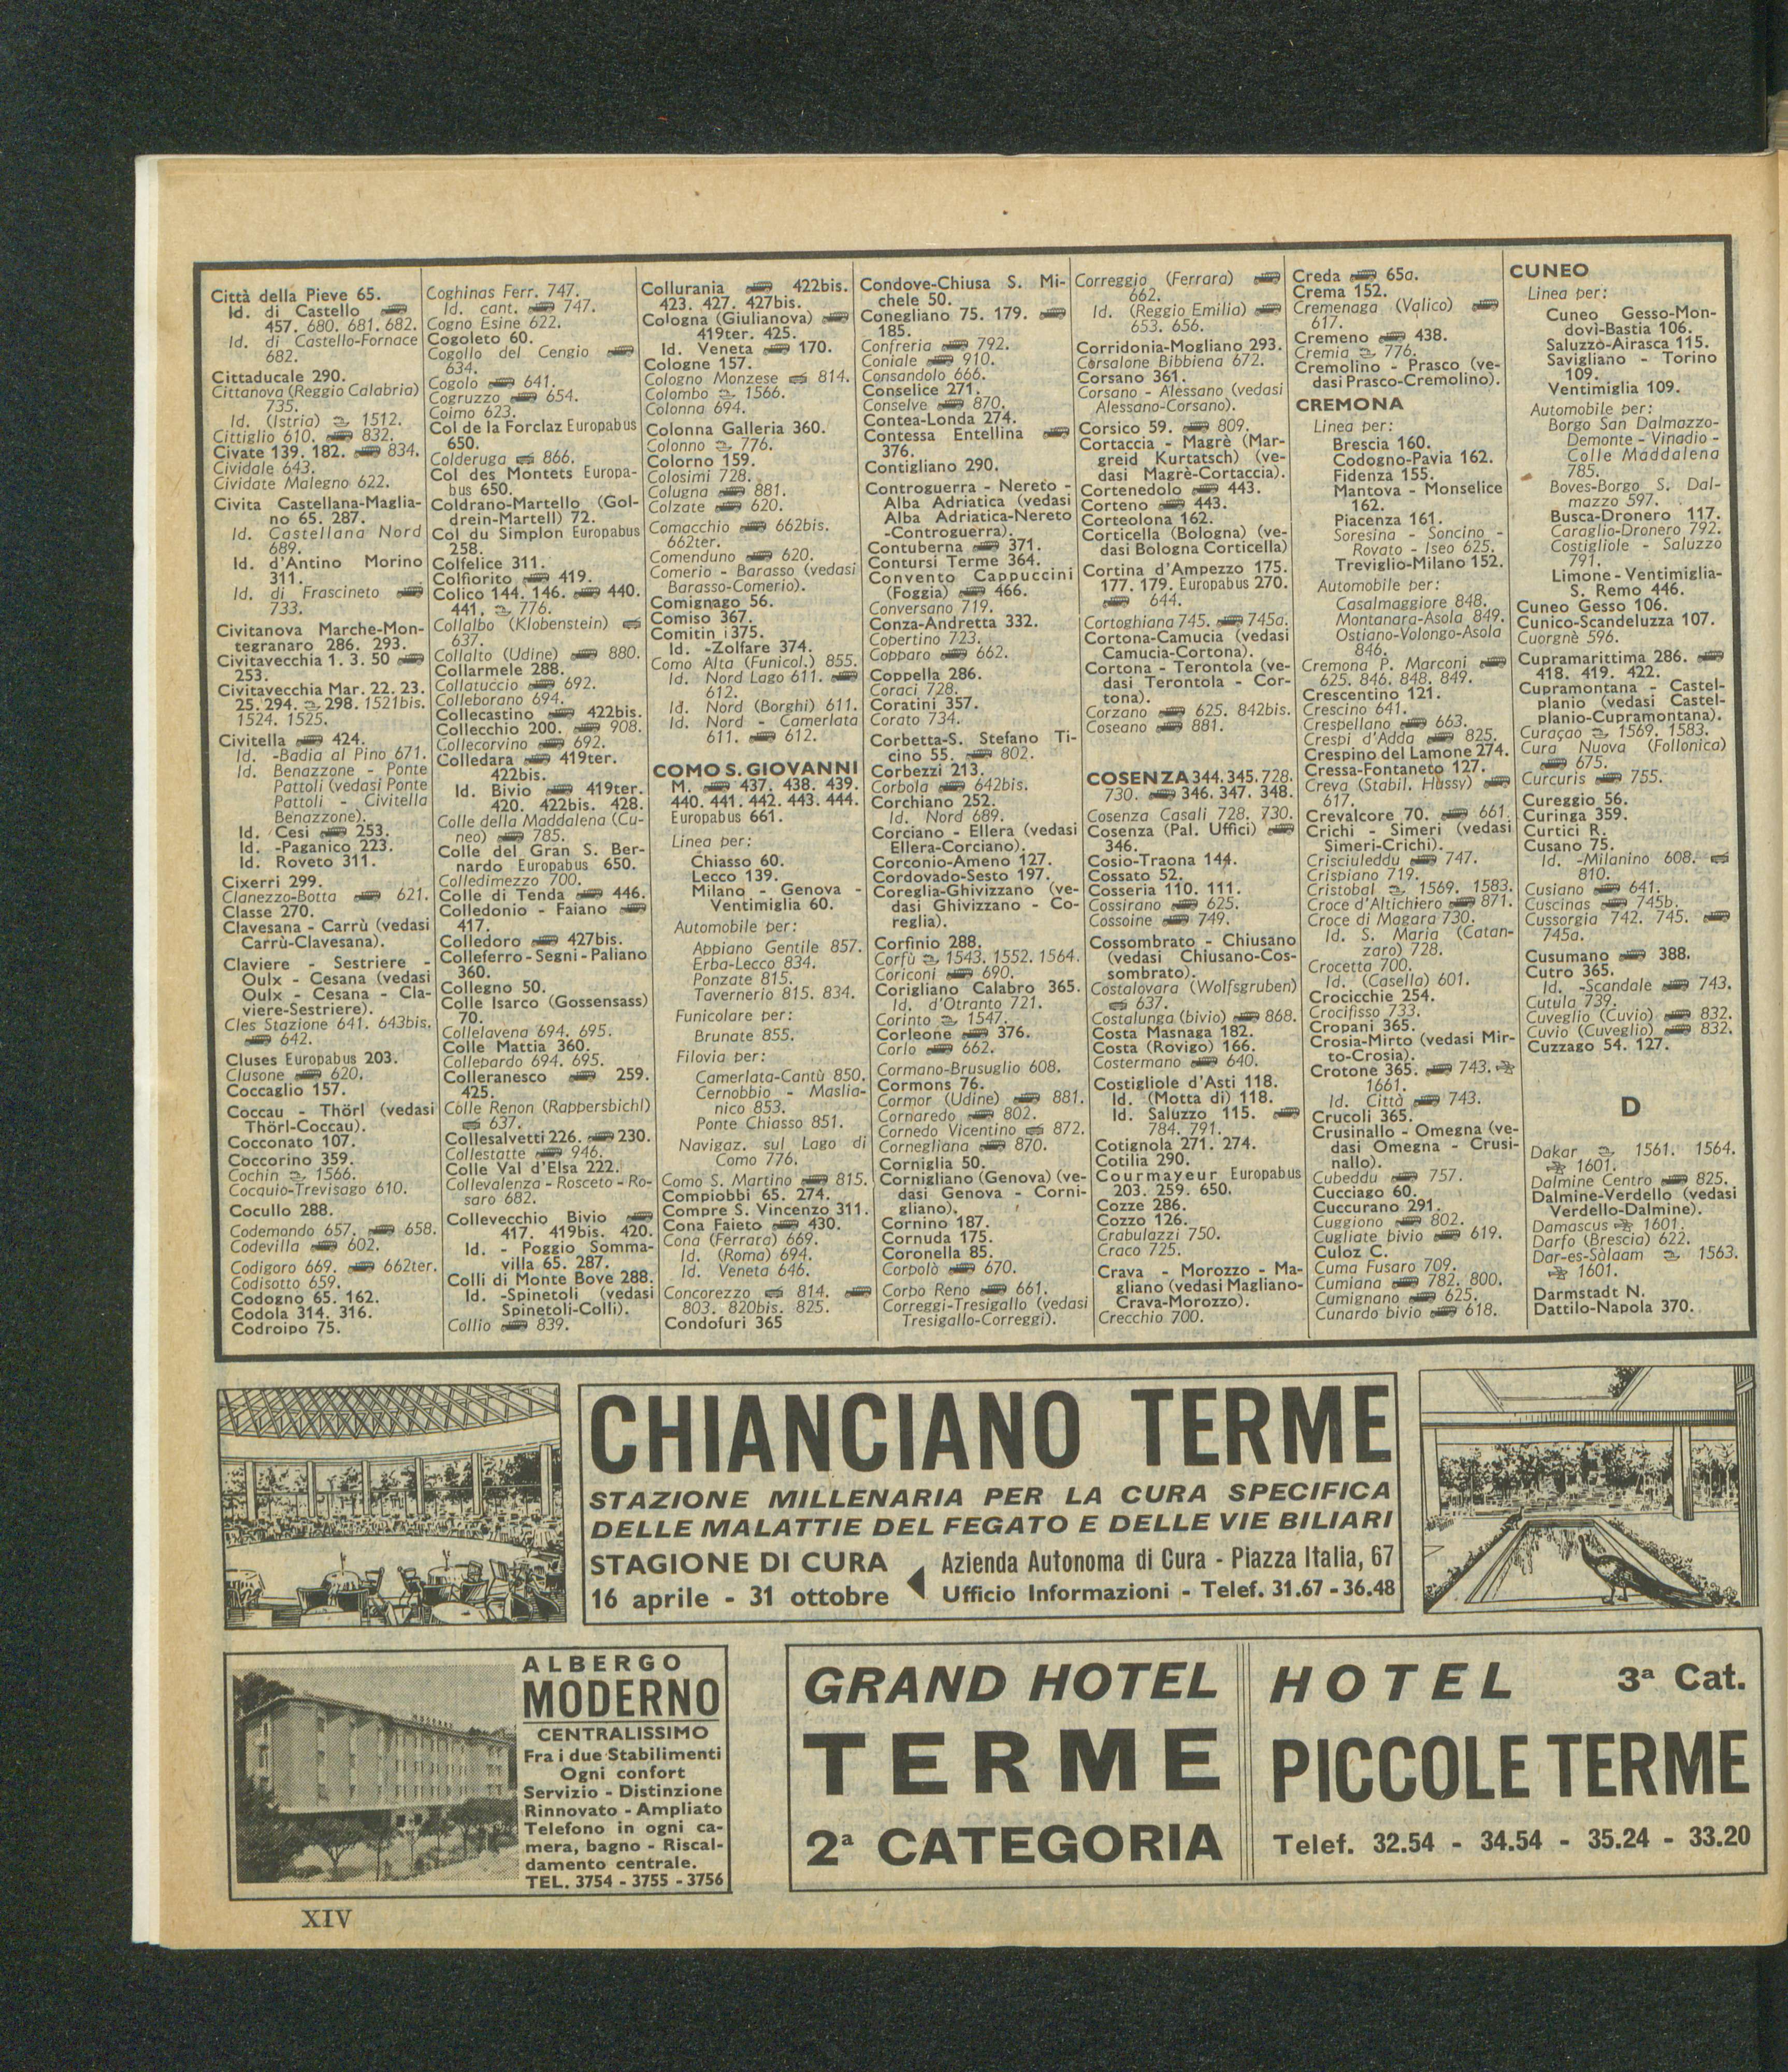 Città della Pieve 65.
Id. di Castello
457. 680. 681. 682.
Id. di Castello-Fornace
682.
Cittaducale 290.
Cittanova (Reggio Calabria)
735.
Id. (Istria) 1512.
Cittiglio 610. 832.
Civate 139. 182. 834.
Cividale 643.
Cividate Malegno 622.
Civita Castellana-Maglia-
no 65. 287.
Id. Castellana Nord
689.
Id. d'Antino Morino
311.
Id. di Frascineto
733.
Civitanova Marche-Mon-
tegranaro 286. 293.
Civitavecchia 1. 3. 50
253.
Civitavecchia Mar. 22. 23.
25. 294. 298. 1521bis.
1524. 1525.
Civitella 424.
Id. -Badia al Pino 671.
Id. Benazzone - Ponte
Pattoli (vedasi Ponte
Pattoli - Civitella
Benazzone).
Id. Cesi 253.
Id. -Paganico 223.
Id. Roveto 311.
Cixerri 299.
Clanezzo-Botta 621.
Classe 270.
Clavesana - Carrù (vedasi
Carrù-Clavesana).
Claviere - Sestriere -
Oulx - Cesana (vedasi
Oulx - Cesana - Cla-
viere-Sestriere).
Cles Stazione 641. 643bis.
642.
Cluses Europabus 203.
Clusone 620.
Coccaglio 157.
Coccau - Thörl (vedasi
Thörl-Coccau).
Cocconato 107.
Coccorino 359.
Cochin 1566.
Cocquio-Trevisago 610.
Cocullo 288.
Codemondo 657. 658.
Codevilla 602.
Codigoro 669. 662ter.
Codisotto 659.
Codogno 65. 162.
Codola 314. 316.
Codroipo 75.
Coghinas Ferr. 747.
Id. cant. 747.
Cogno Esine 622.
Cogoleto 60.
Cogollo del Cengio
634.
Cogolo 641.
Cogruzzo 654.
Coimo 623.
Col de la Forclaz Europabus
650.
Colderuga 866.
Col des Montets Europa-
bus 650.
Coldrano-Martello (Gol-
drein-Martell) 72.
Col du Simplon Europabus
258.
Colfelice 311.
Colfiorito 419.
Colico 144. 146. 440.
441. 776.
Collalbo (Klobenstein)
637.
Collalto (Udine) 880.
Collarmele 288.
Collatuccio 692.
Colleborano 694.
Collecastino 422bis.
Collecchio 200. 908.
Collecorvino 692.
Colledara 419ter.
422bis.
Id. Bivio 419ter.
420. 422bis. 428.
Colle della Maddalena (Cu-
neo) 785.
Colle del Gran S. Ber-
nardo Europabus 650.
Colledimezzo 700.
Colle di Tenda 446.
Colledonio - Faiano
417.
Colledoro 427bis.
Colleferro-Segni-Paliano
360.
Collegno 50.
Colle Isarco (Gossensass)
70.
Collelavena 694. 695.
Colle Mattia 360.
Collepardo 694. 695.
Colleranesco 259.
425.
Colle Renon (Rappersbichl)
637.
Collesalvetti 226. 230.
Collestatte 946.
Colle Val d'Elsa 222.
Collevalenza - Rosceto - Ro-
saro 682.
Collevecchio Bivio
417. 419bis. 420.
Id. - Poggio Somma-
villa 65. 287.
Colli di Monte Bove 288.
Id. -Spinetoli (vedasi
Spinetoli-Colli).
Collio 839.
Collurania 422bis.
423. 427. 427bis.
Cologna (Giulianova)
419ter. 425.
Id. Veneta 170.
Cologne 157.
Cologno Monzese 814.
Colombo 1566.
Colonna 694.
Colonna Galleria 360.
Colonno 776.
Colorno 159.
Colosimi 728.
Colugna 881.
Colzate 620.
Comacchio 662bis.
662ter.
Comenduno 620.
Comerio - Barasso (vedasi
Barasso-Comerio).
Comignago 56.
Comiso 367.
Comitini 375.
Id. -Zolfare 374.
Como Alta (Funicol.) 855.
Id. Nord Lago 611.
612.
Id. Nord (Borghi) 611.
Id. Nord - Camerlata
611. 612.
COMO S. GIOVANNI
M. 437. 438. 439.
440. 441. 442. 443. 444.
Europabus 661.
Linea per:
Chiasso 60.
Lecco 139.
Milano - Genova -
Ventimiglia 60.
Automobile per:
Appiano Gentile 857.
Erba-Lecco 834.
Ponzate 815.
Tavernerio 815. 834.
Funicolare per:
Brunate 855.
Filovia per:
Camerlata-Cantù 850.
Cernobbio - Maslia-
nico 853.
Ponte Chiasso 851.
Navigaz. sul Lago di
Como 776.
Como S. Martino 815.
Compiobbi 65. 274.
Compre S. Vincenzo 311.
Cona Faieto 430.
Cona (Ferrara) 669.
Id. (Roma) 694.
Id. Veneta 646.
Concorezzo 814.
803. 820bis. 825.
Condofuri 365
Condove-Chiusa S. Mi-
chele 50.
Conegliano 75. 179.
185.
Confreria 792.
Coniale 910.
Consandolo 666.
Conselice 271.
Conselve 870.
Contea-Londa 274.
Contessa Entellina
376.
Contigliano 290.
Controguerra - Nereto -
Alba Adriatica (vedasi
Alba Adriatica-Nereto
-Controguerra).
Contuberna 371.
Contursi Terme 364.
Convento Cappuccini
(Foggia) 466.
Conversano 719.
Conza-Andretta 332.
Copertino 723.
Copparo 662.
Coppella 286.
Coraci 728.
Coratini 357.
Corato 734.
Corbetta-S. Stefano Ti-
cino 55. 802.
Corbezzi 213.
Corbola 642bis.
Corchiano 252.
Id. Nord 689.
Corciano - Ellera (vedasi
Ellera-Corciano).
Corconio-Ameno 127.
Cordovado-Sesto 197.
Coreglia-Ghivizzano (ve-
dasi Ghivizzano - Co-
reglia).
Corfinio 288.
Corfù 1543. 1552. 1564.
Coriconi 690.
Corigliano Calabro 365.
Id. d'Otranto 721.
Corinto 1547.
Corleone 376.
Corlo 662.
Cormano-Brusuglio 608.
Cormons 76.
Cormor (Udine) 881.
Cornaredo 802.
Cornedo Vicentino 872.
Cornegliana 870.
Corniglia 50.
Cornigliano (Genova) (ve-
dasi Genova - Corni-
gliano).
Cornino 187.
Cornuda 175.
Coronella 85.
Corpolò 670.
Corpo Reno 661.
Correggi-Tresigallo (vedasi
Tresigallo-Correggi).
Correggio (Ferrara)
662.
Id. (Reggio Emilia)
653. 656.
Corridonia-Mogliano 293.
Corsalone Bibbiena 672.
Corsano 361.
Corsano - Alessano (vedasi
Alessano-Corsano).
Corsico 59. 809.
Cortaccia - Magrè (Mar-
greid Kurtatsch) (ve-
dasi Magrè-Cortaccia).
Cortenedolo 443.
Corteno 443.
Corteolona 162.
Corticella (Bologna) (ve-
dasi Bologna Corticella)
Cortina d'Ampezzo 175.
177. 179. Europabus 270.
644.
Cortoghiana 745. 745a.
Cortona-Camucia (vedasi
Camucia-Cortona).
Cortona - Terontola (ve-
dasi Terontola - Cor-
tona).
Corzano 625. 842bis.
Coseano 881.
COSENZA 344. 345. 728.
730. 346. 347. 348.
Cosenza Casali 728. 730.
Cosenza (Pal. Uffici)
346.
Cosio-Traona 144.
Cossato 52.
Cosseria 110. 111.
Cossirano 625.
Cossoine 749.
Cossombrato - Chiusano
(vedasi Chiusano-Cos-
sombrato).
Costalovara (Wolfsgruben)
637.
Costalunga (bivio) 868.
Costa Masnaga 182.
Costa (Rovigo) 166.
Costermano 640.
Costigliole d'Asti 118.
Id. (Motta di) 118.
Id. Saluzzo 115.
784. 791.
Cotignola 271. 274.
Cotilia 290.
Courmayeur Europabus
203. 259. 650.
Cozze 286.
Cozzo 126.
Crabulazzi 750.
Craco 725.
Crava - Morozzo - Ma-
gliano (vedasi Magliano-
Crava-Morozzo).
Crecchio 700.
Creda 65a.
Crema 152.
Cremenaga (Valico)
617.
Cremeno 438.
Cremia 776.
Cremolino - Prasco (ve-
dasi Prasco-Cremolino).
CREMONA
Linea per:
Brescia 160.
Codogno-Pavia 162.
Fidenza 155.
Mantova - Monselice
162.
Piacenza 161.
Soresina - Soncino -
Rovato - Iseo 625.
Treviglio-Milano 152.
Automobile per:
Casalmaggiore 848.
Montanara-Asola 849.
Ostiano-Volongo-Asola
846.
Cremona P. Marconi
625. 846. 848. 849.
Crescentino 121.
Crescino 641.
Crespellano 663.
Crespi d'Adda 825.
Crespino del Lamone 274.
Cressa-Fontaneto 127.
Creva (Stabil. Hussy)
617.
Crevalcore 70. 661.
Crichi - Simeri (vedasi
Simeri-Crichi).
Crisciuleddu 747.
Crispiano 719.
Cristobal 1569. 1583.
Croce d'Altichiero 871.
Croce di Magara 730.
Id. S. Maria (Catan-
zaro) 728.
Crocetta 700.
Id. (Casella) 601.
Crocicchie 254.
Crocifisso 733.
Cropani 365.
Crosia-Mirto (vedasi Mir-
to-Crosia).
Crotone 365. 743.
1661.
Id. Città 743.
Crucoli 365.
Crusinallo - Omegna (ve-
dasi Omegna - Crusi-
nallo).
Cubeddu 757.
Cucciago 60.
Cuccurano 291.
Cuggiono 802.
Cugliate bivio 619.
Culoz C.
Cuma Fusaro 709.
Cumiana 782. 800.
Cumignano 625.
Cunardo bivio 618.
CUNEO
Linea per:
Cuneo Gesso-Mon-
dovì-Bastia 106.
Saluzzo-Airasca 115.
Savigliano - Torino
109.
Ventimiglia 109.
Automobile per:
Borgo San Dalmazzo-
Demonte - Vinadio -
Colle Maddalena
785.
Boves-Borgo S. Dal-
mazzo 597.
Busca-Dronero 117.
Caraglio-Dronero 792.
Costigliole - Saluzzo
791.
Limone-Ventimiglia-
S. Remo 446.
Cuneo Gesso 106.
Cunico-Scandeluzza 107.
Cuorgnè 596.
Cupramarittima 286.
418. 419. 422.
Cupramontana - Castel-
planio (vedasi Castel-
planio-Cupramontana).
Curaçao 1569. 1583.
Cura Nuova (Follonica)
675.
Curcuris 755.
Cureggio 56.
Curinga 359.
Curtici R.
Cusano 75.
Id. -Milanino 608.
810.
Cusiano 641.
Cuscinas 745b.
Cussorgia 742. 745.
745a.
Cusumano 388.
Cutro 365.
Id. -Scandale 743.
Cutula 739.
Cuveglio (Cuvio) 832.
Cuvio (Cuveglio) 832.
Cuzzago 54. 127.
D
Dakar 1561. 1564.
1601.
Dalmine Centro 825.
Dalmine-Verdello (vedasi
Verdello-Dalmine).
Damascus 1601.
Darfo (Brescia) 622.
Dar-es-Sàlaam 1563.
1601.
Darmstadt N.
Dattilo-Napola 370.
CHIANCIANO TERME
STAZIONE MILLENARIA PER LA CURA SPECIFICA
DELLE MALATTIE DEL FEGATO E DELLE VIE BILIARI
STAGIONE DI CURA
16 aprile - 31 ottobre
Azienda Autonoma di Cura - Piazza Italia, 67
Ufficio Informazioni - Telef. 31.67 - 36.48
ALBERGO
MODERNO
CENTRALISSIMO
Fra i due Stabilimenti
Ogni confort
Servizio - Distinzione
Rinnovato - Ampliato
Telefono in ogni ca-
mera, bagno - Riscal-
damento centrale.
TEL. 3754 - 3755 - 3756
GRAND HOTEL
TERME
2ª CATEGORIA
HOTEL 3ª Cat.
PICCOLE TERME
Telef. 32.54 - 34.54 - 35.24 - 33.20
XIV